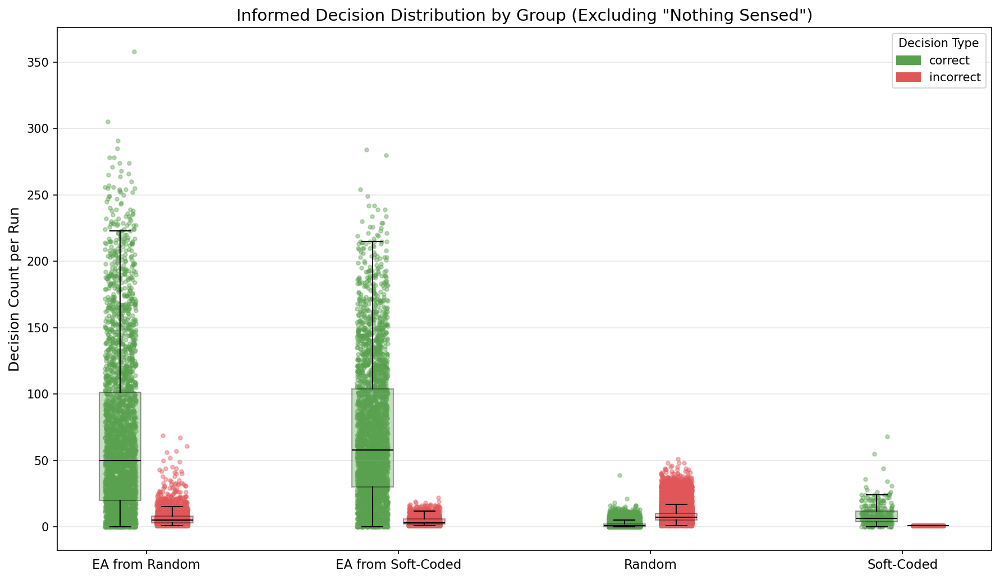 Informed Decision Distribution by Group (Excluding "Nothing Sensed")
Decision Type
correct
incorrect
Decision Count per Run
350
300
250
200
150
100
50
0
EA from Random
EA from Soft-Coded
Random
Soft-Coded